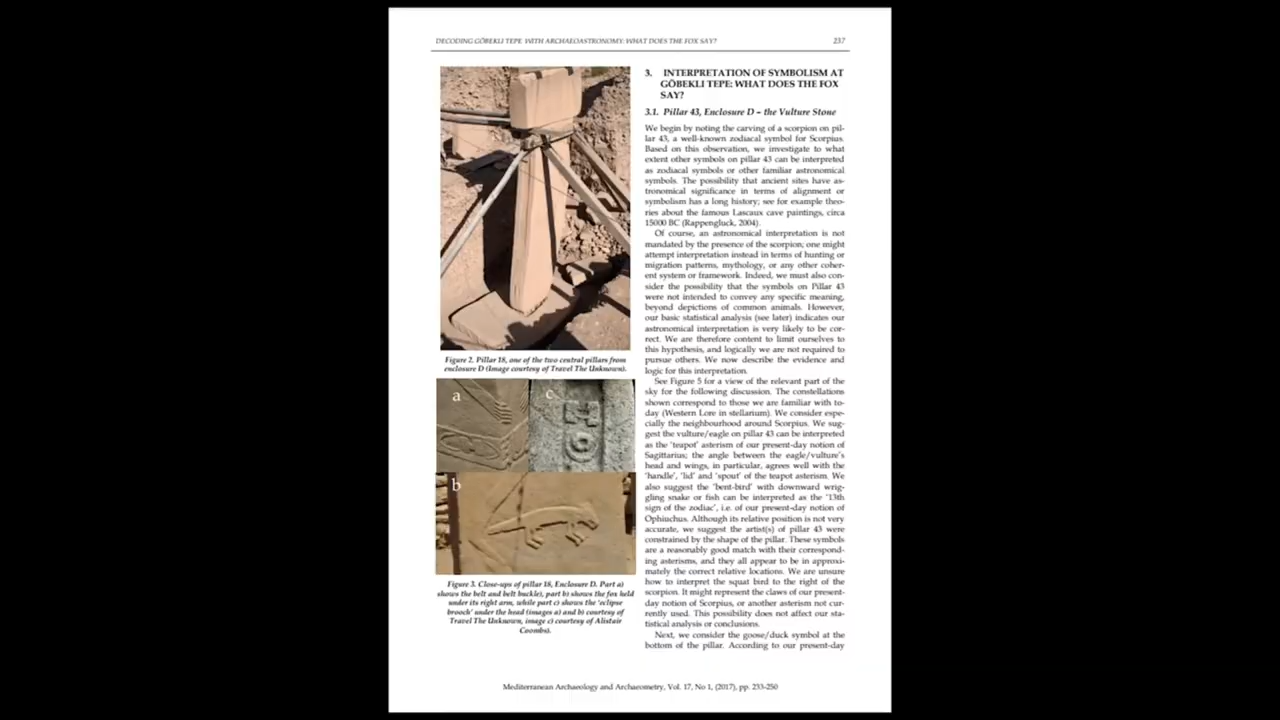 DECODING GÖBEKLI TEPE WITH ARCHAEOASTRONOMY: WHAT DOES THE FOX SAY?
237
Figure 2. Pillar 18, one of the two central pillars from
enclosure D (Image courtesy of Travel The Unknown).
a
c
b
Figure 3. Close-ups of pillar 18, Enclosure D. Part a)
shows the belt and belt buckle), part b) shows the fox held
under its right arm, while part c) shows the 'eclipse
brooch' under the head (images a) and b) courtesy of
Travel The Unknown, image c) courtesy of Alistair
Coombs).
3. INTERPRETATION OF SYMBOLISM AT
GÖBEKLI TEPE: WHAT DOES THE FOX
SAY?
3.1. Pillar 43, Enclosure D – the Vulture Stone
We begin by noting the carving of a scorpion on pil-
lar 43, a well-known zodiacal symbol for Scorpius.
Based on this observation, we investigate to what
extent other symbols on pillar 43 can be interpreted
as zodiacal symbols or other familiar astronomical
symbols. The possibility that ancient sites have as-
tronomical significance in terms of alignment or
symbolism has a long history; see for example theo-
ries about the famous Lascaux cave paintings, circa
15000 BC (Rappengluck, 2004).
Of course, an astronomical interpretation is not
mandated by the presence of the scorpion; one might
attempt interpretation instead in terms of hunting or
migration patterns, mythology, or any other coher-
ent system or framework. Indeed, we must also con-
sider the possibility that the symbols on Pillar 43
were not intended to convey any specific meaning,
beyond depictions of common animals. However,
our basic statistical analysis (see later) indicates our
astronomical interpretation is very likely to be cor-
rect. We are therefore content to limit ourselves to
this hypothesis, and logically we are not required to
pursue others. We now describe the evidence and
logic for this interpretation.
See Figure 5 for a view of the relevant part of the
sky for the following discussion. The constellations
shown correspond to those we are familiar with to-
day (Western Lore in stellarium). We consider espe-
cially the neighbourhood around Scorpius. We sug-
gest the vulture/eagle on pillar 43 can be interpreted
as the 'teapot' asterism of our present-day notion of
Sagittarius; the angle between the eagle/vulture's
head and wings, in particular, agrees well with the
'handle', 'lid' and 'spout' of the teapot asterism. We
also suggest the 'bent-bird' with downward wrig-
gling snake or fish can be interpreted as the '13th
sign of the zodiac', i.e. of our present-day notion of
Ophiuchus. Although its relative position is not very
accurate, we suggest the artist(s) of pillar 43 were
constrained by the shape of the pillar. These symbols
are a reasonably good match with their correspond-
ing asterisms, and they all appear to be in approxi-
mately the correct relative locations. We are unsure
how to interpret the squat bird to the right of the
scorpion. It might represent the claws of our present-
day notion of Scorpius, or another asterism not cur-
rently used. This possibility does not affect our sta-
tistical analysis or conclusions.
Next, we consider the goose/duck symbol at the
bottom of the pillar. According to our present-day
Mediterranean Archaeology and Archaeometry, Vol. 17, No 1, (2017), pp. 233-250